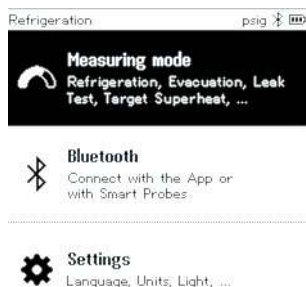 Refrigeration psig
Measuring mode
Refrigeration, Evacuation, Leak
Test, Target Superheat, ...
Bluetooth
Connect with the App or
with Smart Probes
Settings
Language, Units, Light, ...